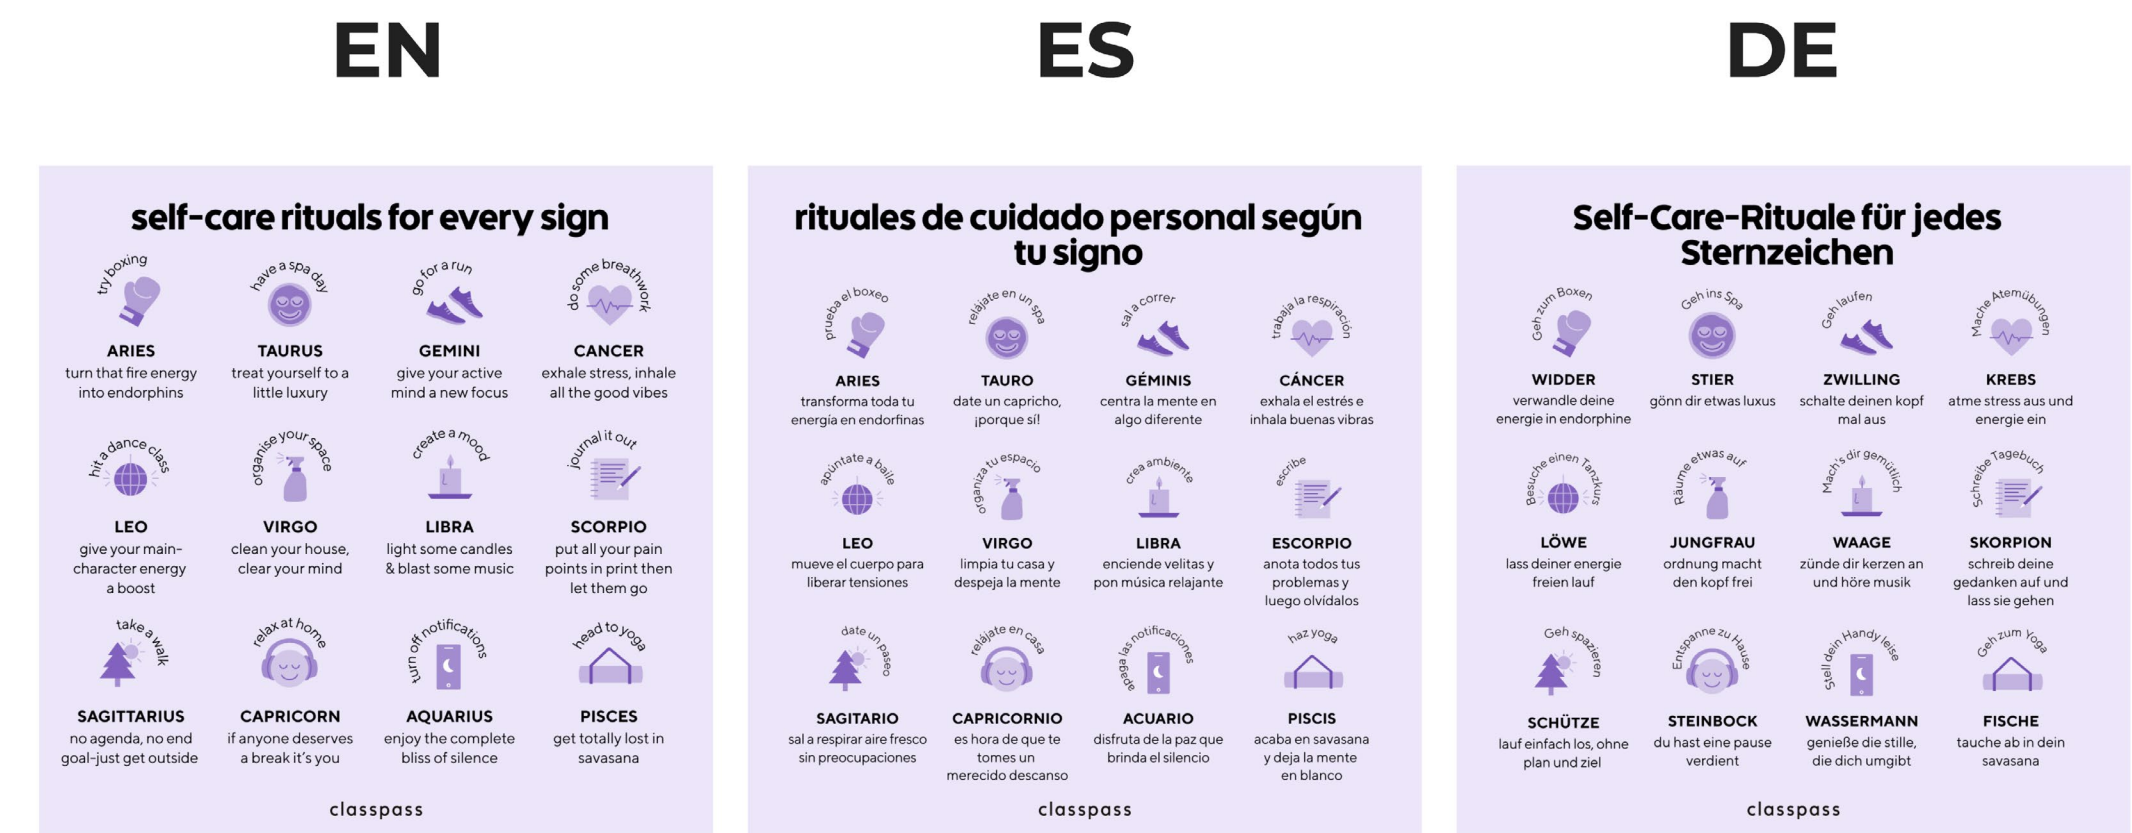 EN
self-care rituals for every sign
try boxing
have a spa day
go for a run
do some breathwork
ARIES
TAURUS
GEMINI
CANCER
turn that fire energy
into endorphins
treat yourself to a
little luxury
give your active
mind a new focus
exhale stress, inhale
all the good vibes
hit a dance class
organise your space
create a mood
journal it out
LEO
VIRGO
LIBRA
SCORPIO
give your main-
character energy
a boost
clean your house,
clear your mind
light some candles
& blast some music
put all your pain
points in print then
let them go
take a walk
relax at home
turn off notifications
head to yoga
SAGITTARIUS
CAPRICORN
AQUARIUS
PISCES
no agenda, no end
goal-just get outside
if anyone deserves
a break it's you
enjoy the complete
bliss of silence
get totally lost in
savasana
classpass
ES
rituales de cuidado personal según
tu signo
prueba el boxeo
relájate en un spa
sal a correr
trabaja la respiración
ARIES
TAURO
GÉMINIS
CÁNCER
transforma toda tu
energía en endorfinas
date un capricho,
¡porque sí!
centra la mente en
algo diferente
exhala el estrés e
inhala buenas vibras
apúntate a baile
organiza tu espacio
crea ambiente
escribe
LEO
VIRGO
LIBRA
ESCORPIO
mueve el cuerpo para
liberar tensiones
limpia tu casa y
despeja la mente
enciende velitas y
pon música relajante
anota todos tus
problemas y
luego olvídalos
date un paseo
relájate en casa
apaga las notificaciones
haz yoga
SAGITARIO
CAPRICORNIO
ACUARIO
PISCIS
sal a respirar aire fresco
sin preocupaciones
es hora de que te
tomes un
merecido descanso
disfruta de la paz que
brinda el silencio
acaba en savasana
y deja la mente
en blanco
classpass
DE
Self-Care-Rituale für jedes
Sternzeichen
Geh zum Boxen
Geh ins Spa
Geh laufen
Mache Atemübungen
WIDDER
STIER
ZWILLING
KREBS
verwandle deine
energie in endorphine
gönn dir etwas luxus
schalte deinen kopf
mal aus
atme stress aus und
energie ein
Besuche einen Tanzkurs
Räume etwas auf
Mach's dir gemütlich
Schreibe Tagebuch
LÖWE
JUNGFRAU
WAAGE
SKORPION
lass deiner energie
freien lauf
ordnung macht
den kopf frei
zünde dir kerzen an
und höre musik
schreib deine
gedanken auf und
lass sie gehen
Geh spazieren
Entspanne zu Hause
Stell dein Handy leise
Geh zum Yoga
SCHÜTZE
STEINBOCK
WASSERMANN
FISCHE
lauf einfach los, ohne
plan und ziel
du hast eine pause
verdient
genieße die stille,
die dich umgibt
tauche ab in dein
savasana
classpass